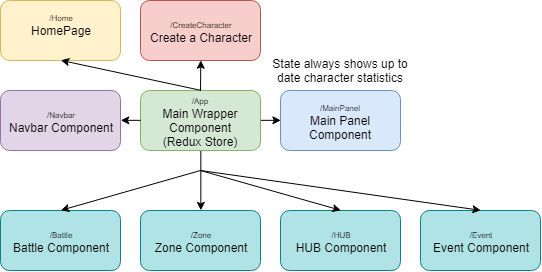 /Home
HomePage
/CreateCharacter
Create a Character
State always shows up to
date character statistics
/Navbar
Navbar Component
/App
Main Wrapper
Component
(Redux Store)
/MainPanel
Main Panel
Component
/Battle
Battle Component
/Zone
Zone Component
/HUB
HUB Component
/Event
Event Component